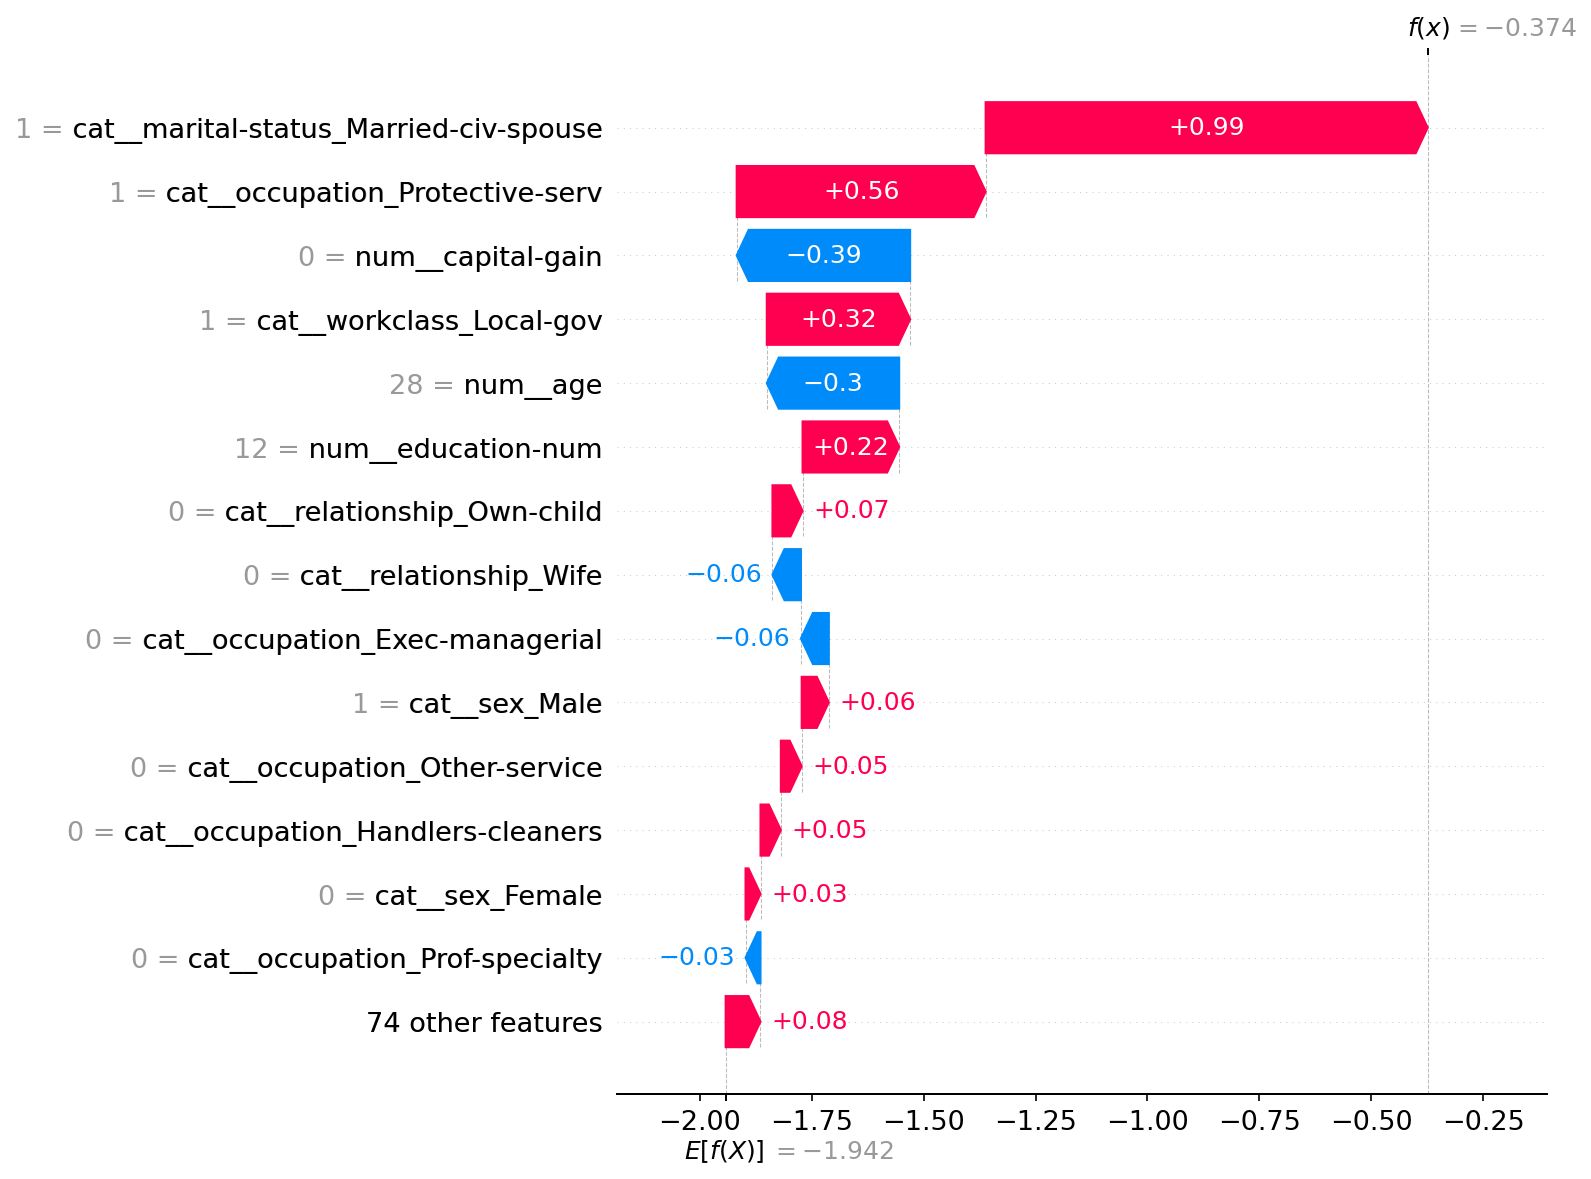 f(x) = −0.374
1 = cat__marital-status_Married-civ-spouse +0.99
1 = cat__occupation_Protective-serv +0.56
0 = num__capital-gain −0.39
1 = cat__workclass_Local-gov +0.32
28 = num__age −0.3
12 = num__education-num +0.22
0 = cat__relationship_Own-child +0.07
0 = cat__relationship_Wife −0.06
0 = cat__occupation_Exec-managerial −0.06
1 = cat__sex_Male +0.06
0 = cat__occupation_Other-service +0.05
0 = cat__occupation_Handlers-cleaners +0.05
0 = cat__sex_Female +0.03
0 = cat__occupation_Prof-specialty −0.03
74 other features +0.08
−2.00 −1.75 −1.50 −1.25 −1.00 −0.75 −0.50 −0.25
E[f(X)] = −1.942